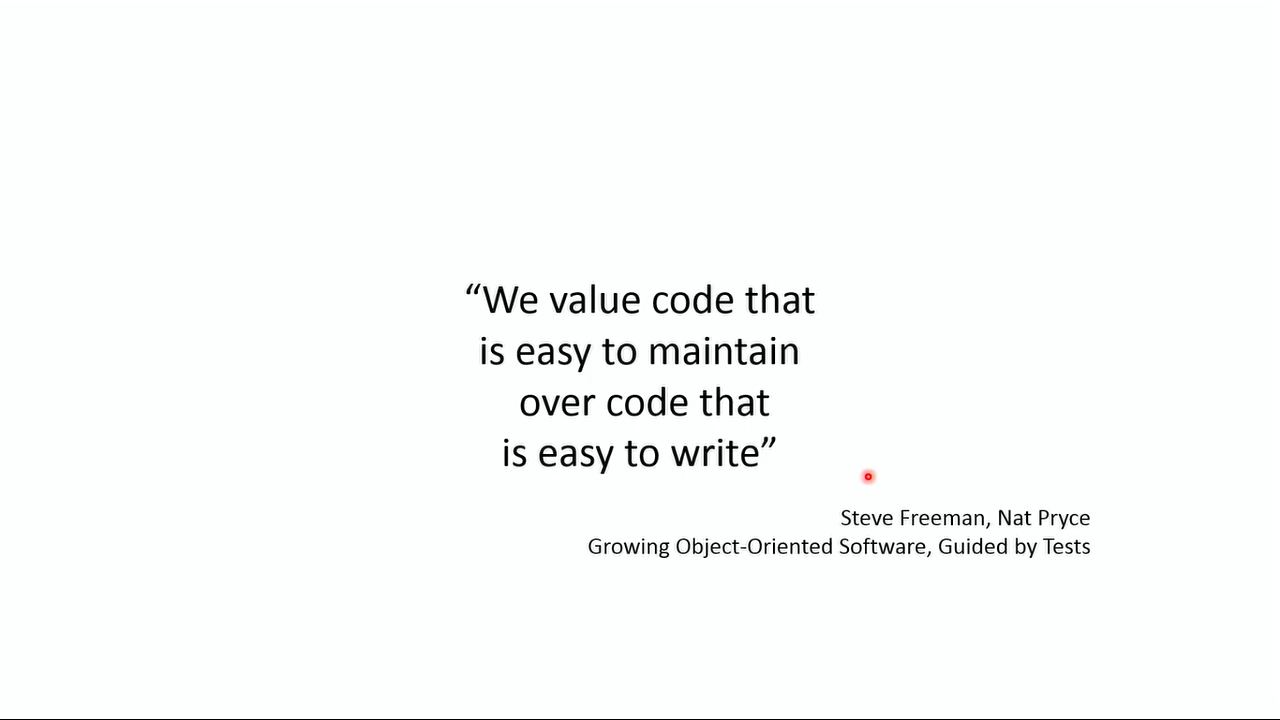 “We value code that
is easy to maintain
over code that
is easy to write”
Steve Freeman, Nat Pryce
Growing Object-Oriented Software, Guided by Tests